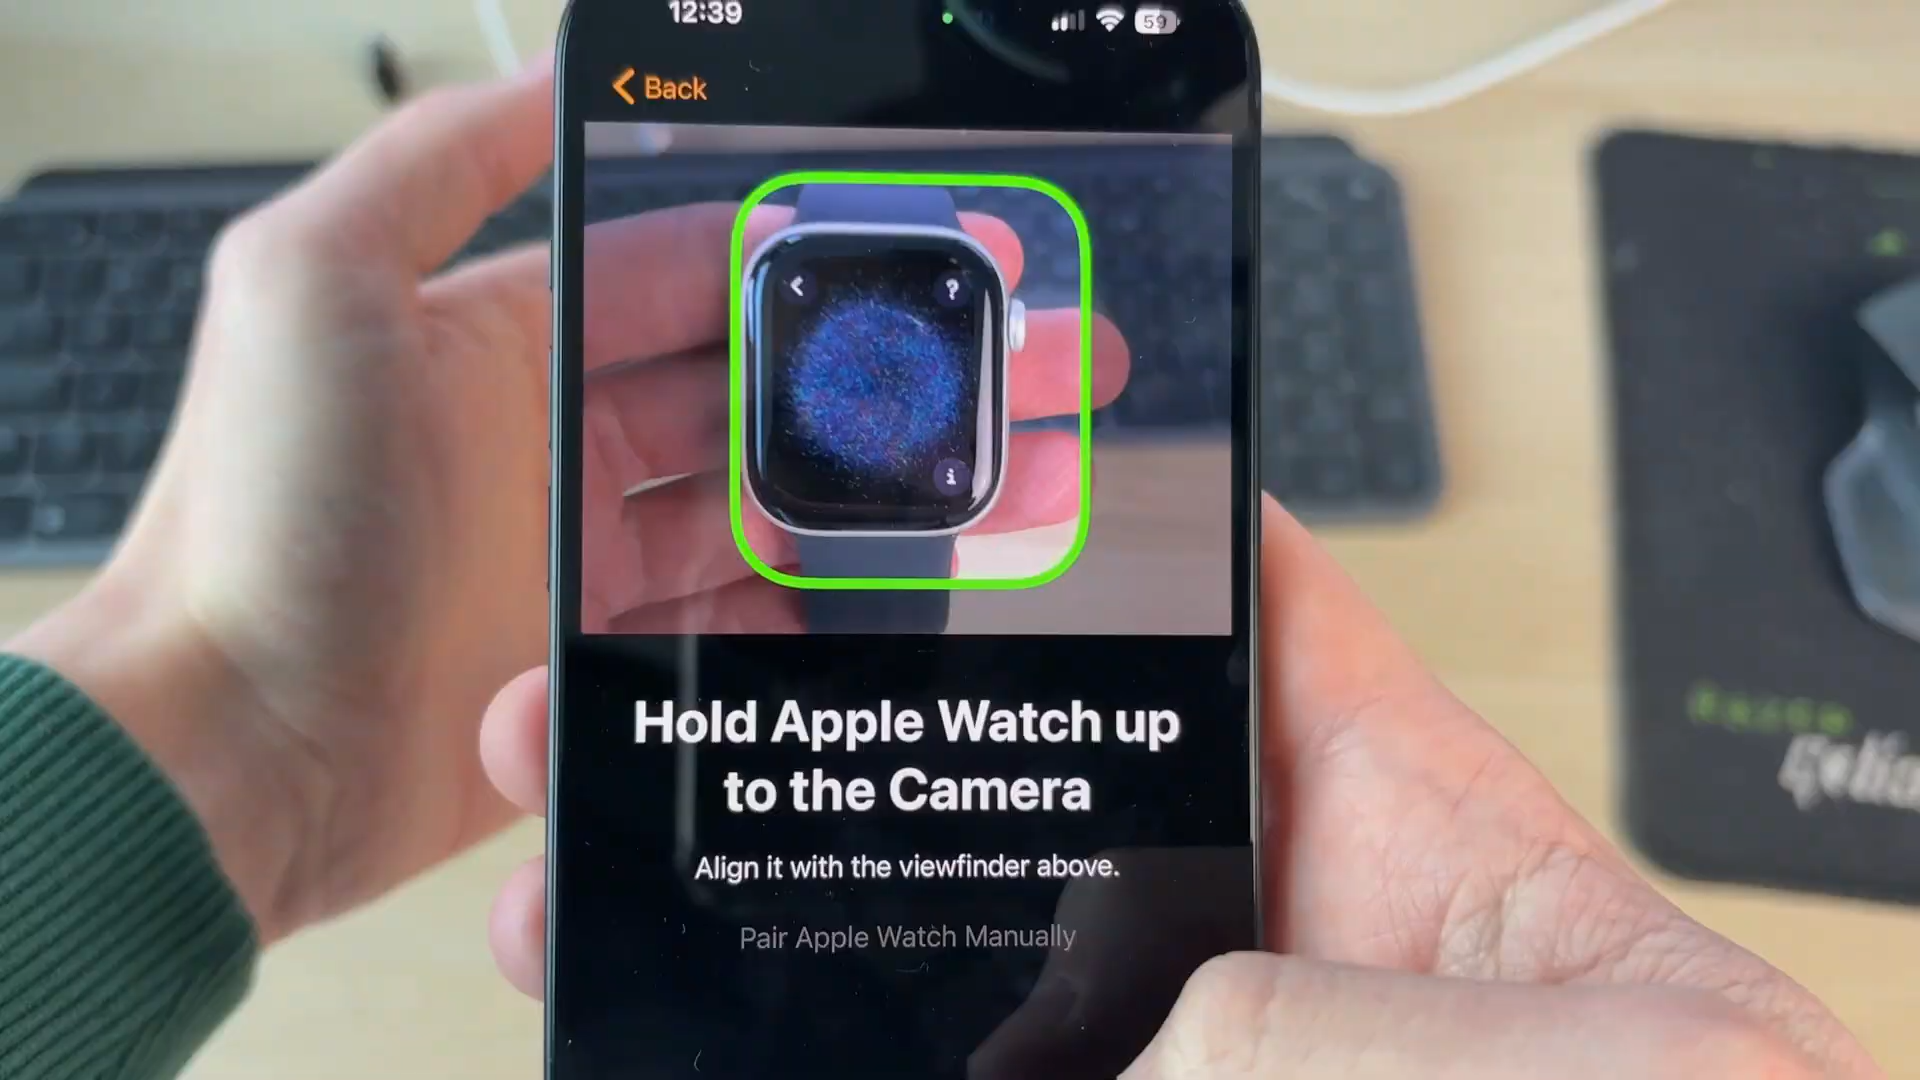 12:39
59
Back
?
i
Hold Apple Watch up
to the Camera
Align it with the viewfinder above.
Pair Apple Watch Manually
RAZER